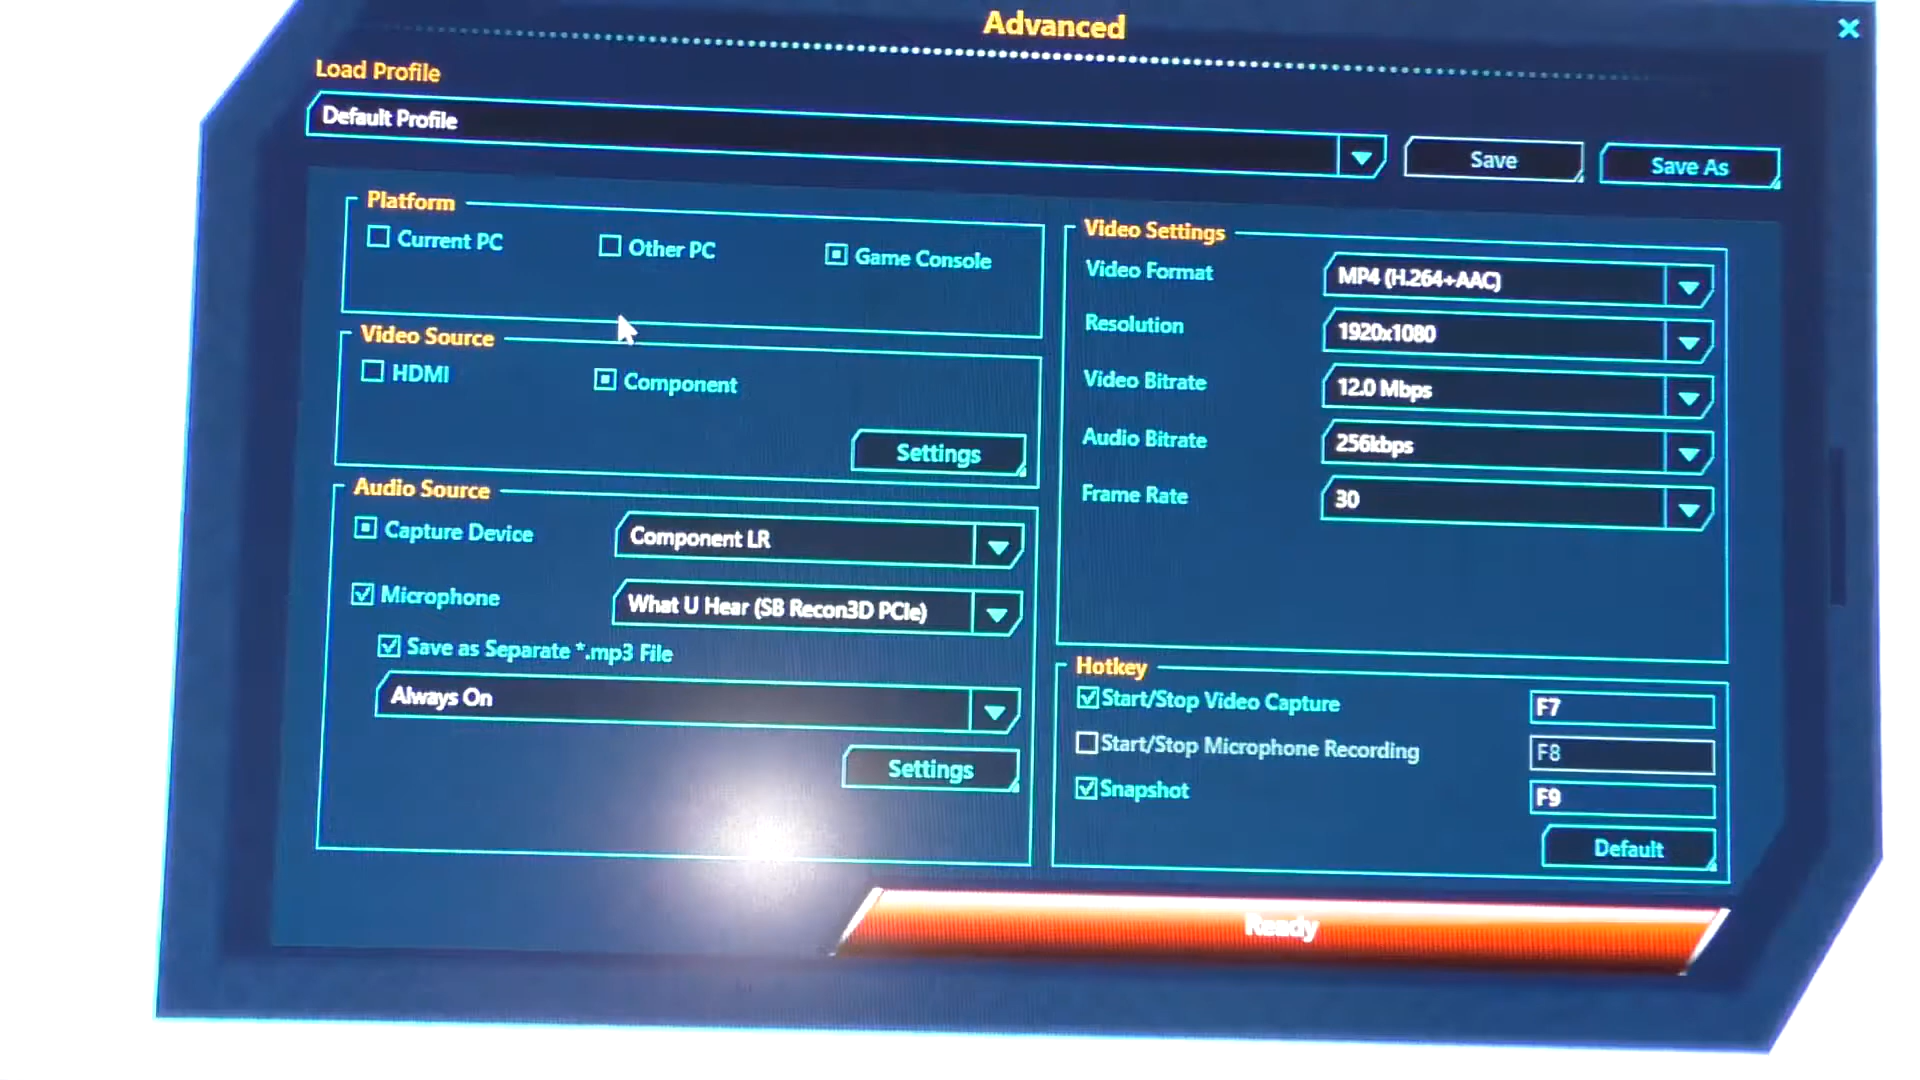 Advanced
Load Profile
Default Profile
Save
Save As
Platform
Current PC
Other PC
Game Console
Video Source
HDMI
Component
Settings
Audio Source
Capture Device
Component LR
Microphone
What U Hear (SB Recon3D PCIe)
Save as Separate *.mp3 File
Always On
Settings
Video Settings
Video Format
MP4 (H.264+AAC)
Resolution
1920x1080
Video Bitrate
12.0 Mbps
Audio Bitrate
256kbps
Frame Rate
30
Hotkey
Start/Stop Video Capture
F7
Start/Stop Microphone Recording
F8
Snapshot
F9
Default
Ready